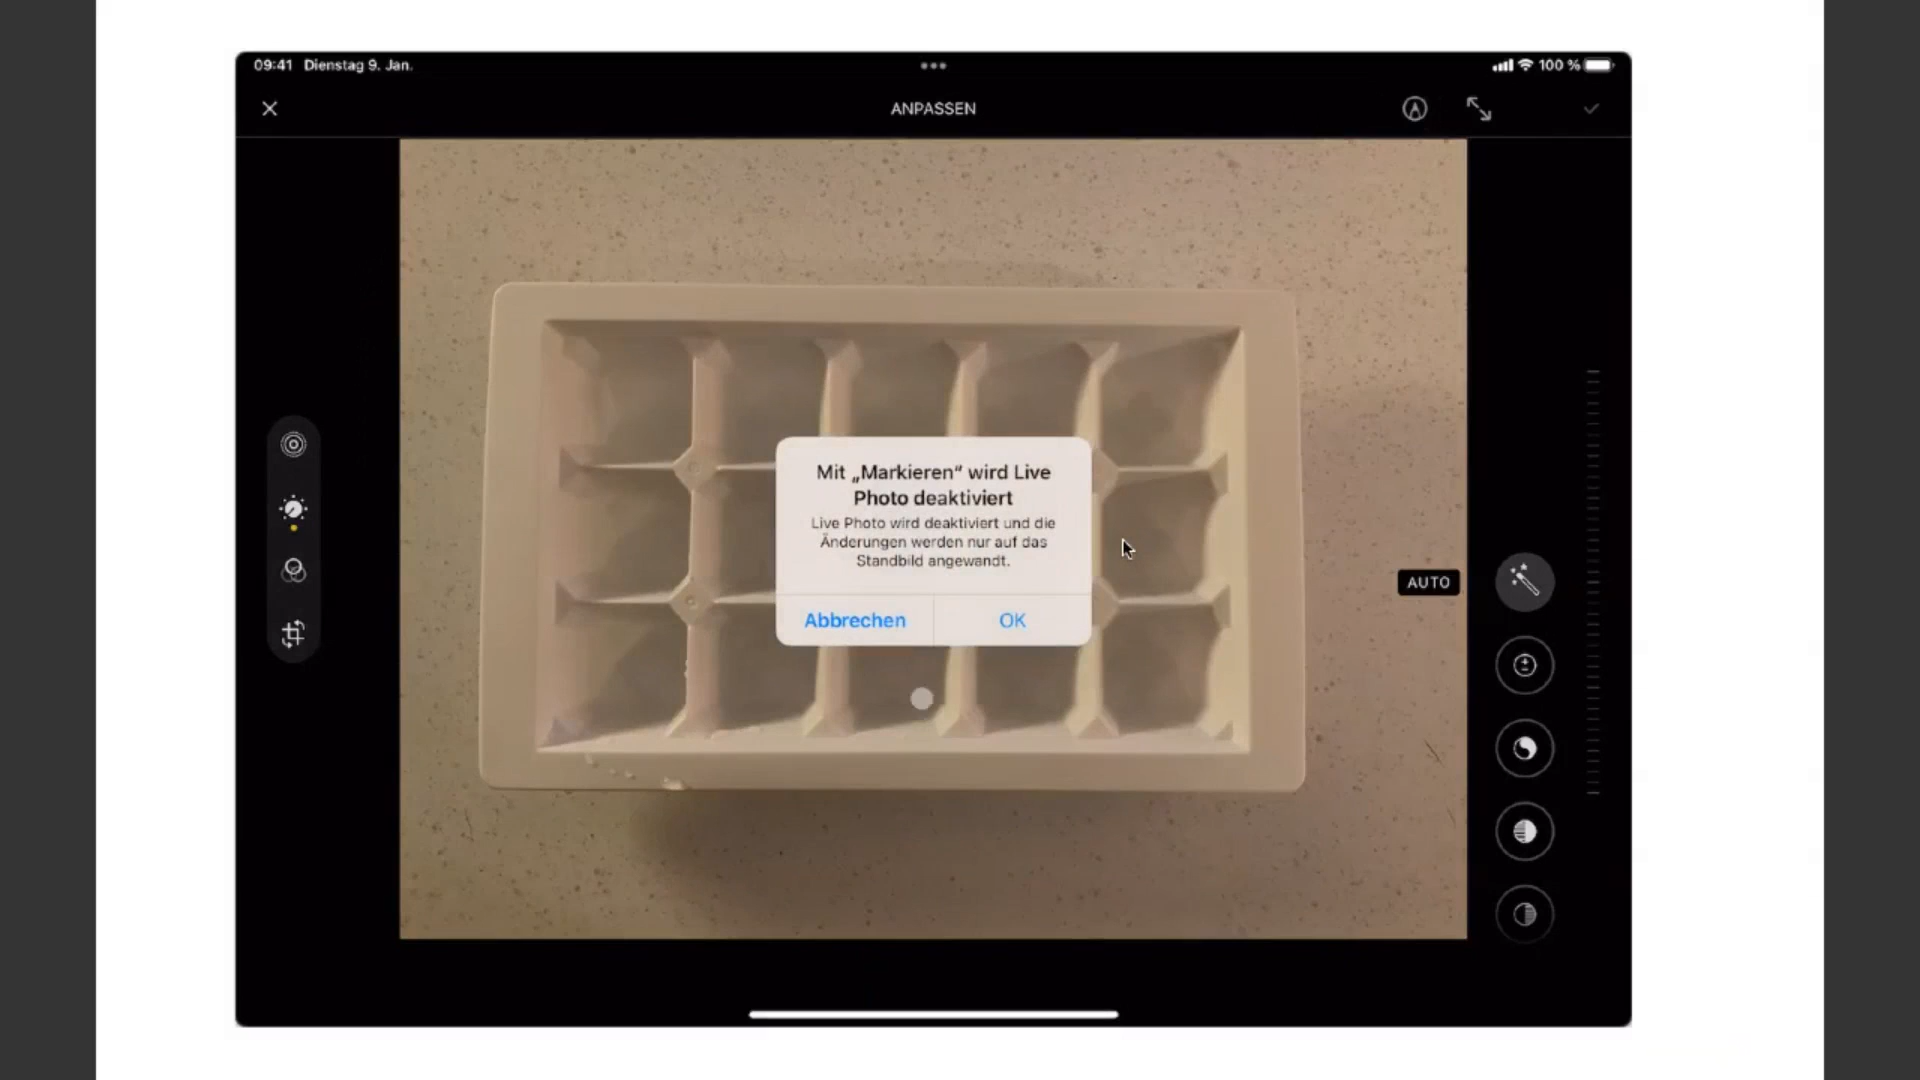 09:41 Dienstag 9. Jan.
100 %
ANPASSEN
Mit „Markieren“ wird Live
Photo deaktiviert
Live Photo wird deaktiviert und die
Änderungen werden nur auf das
Standbild angewandt.
AUTO
Abbrechen
OK